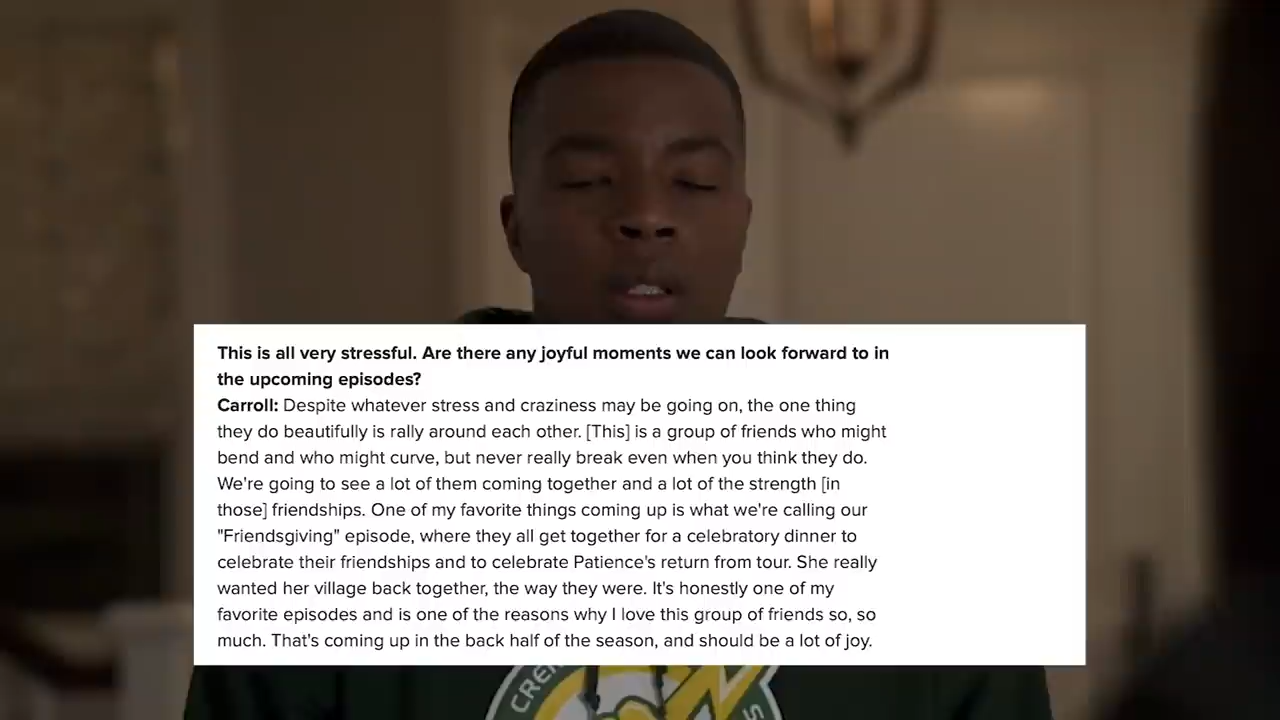 This is all very stressful. Are there any joyful moments we can look forward to in
the upcoming episodes?
Carroll: Despite whatever stress and craziness may be going on, the one thing
they do beautifully is rally around each other. [This] is a group of friends who might
bend and who might curve, but never really break even when you think they do.
We're going to see a lot of them coming together and a lot of the strength [in
those] friendships. One of my favorite things coming up is what we're calling our
"Friendsgiving" episode, where they all get together for a celebratory dinner to
celebrate their friendships and to celebrate Patience's return from tour. She really
wanted her village back together, the way they were. It's honestly one of my
favorite episodes and is one of the reasons why I love this group of friends so, so
much. That's coming up in the back half of the season, and should be a lot of joy.